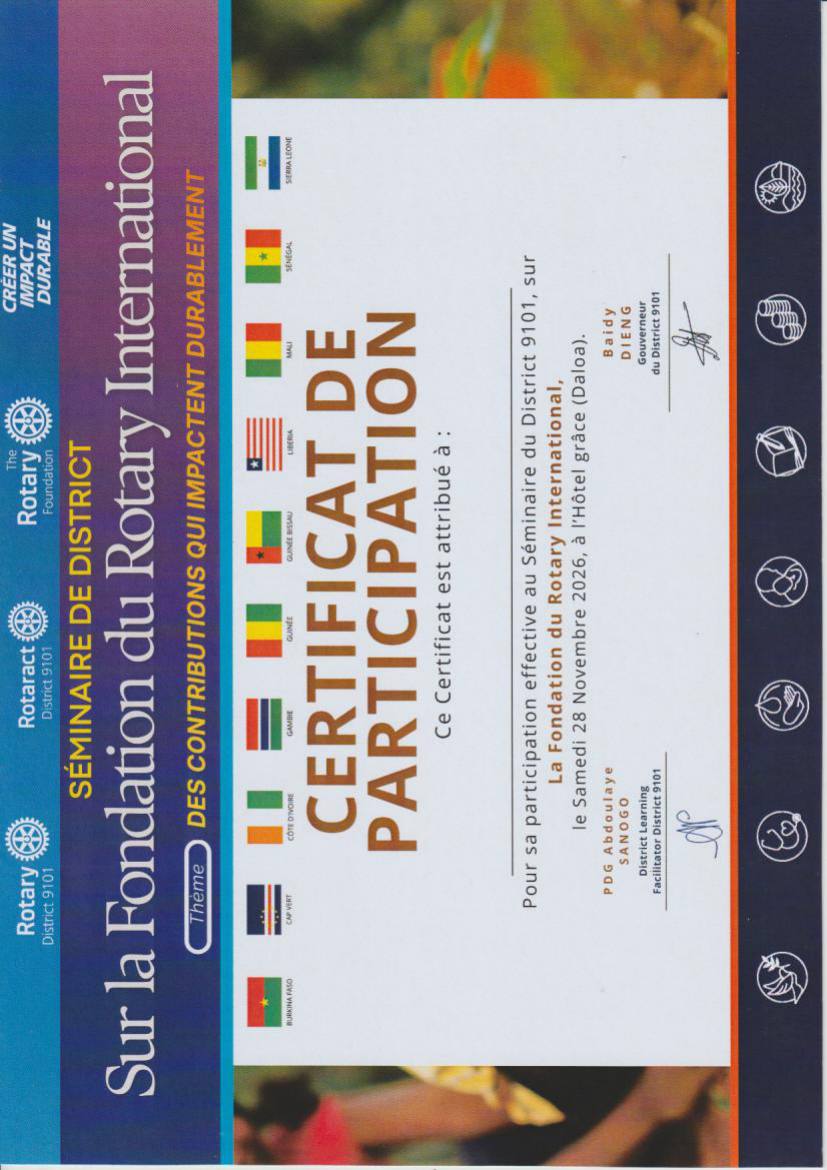 Rotary
District 9101
Rotaract
District 9101
The
Rotary
Foundation
CRÉER UN
IMPACT
DURABLE
SÉMINAIRE DE DISTRICT
Sur la Fondation du Rotary International
Thème
DES CONTRIBUTIONS QUI IMPACTENT DURABLEMENT
BURKINA FASO
CAP VERT
CÔTE D'IVOIRE
GAMBIE
GUINÉE
GUINÉE BISSAU
LIBERIA
MALI
SÉNÉGAL
SIERRA LEONE
CERTIFICAT DE
PARTICIPATION
Ce Certificat est attribué à :
Pour sa participation effective au Séminaire du District 9101, sur
La Fondation du Rotary International,
le Samedi 28 Novembre 2026, à l'Hôtel grâce (Daloa).
PDG Abdoulaye
SANOGO
District Learning
Facilitator District 9101
Baidy
DIENG
Gouverneur
du District 9101